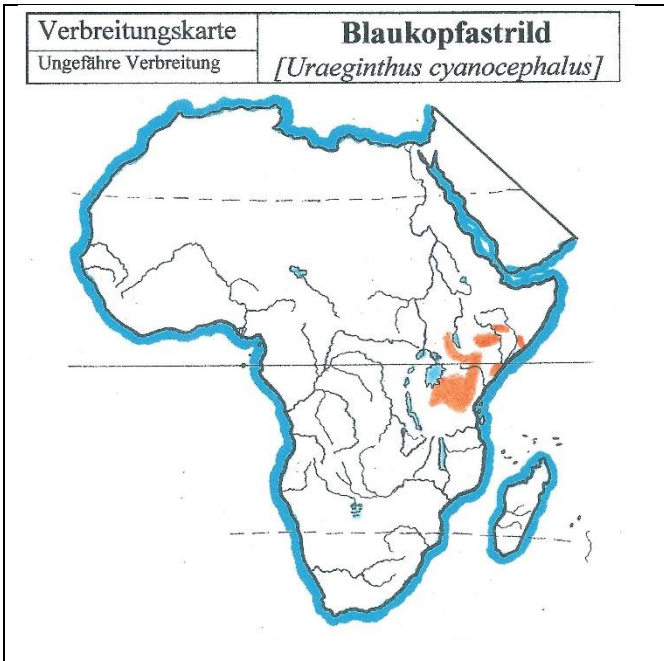 Verbreitungskarte
Ungefähre Verbreitung
Blaukopfastrild
[Uraeginthus cyanocephalus]